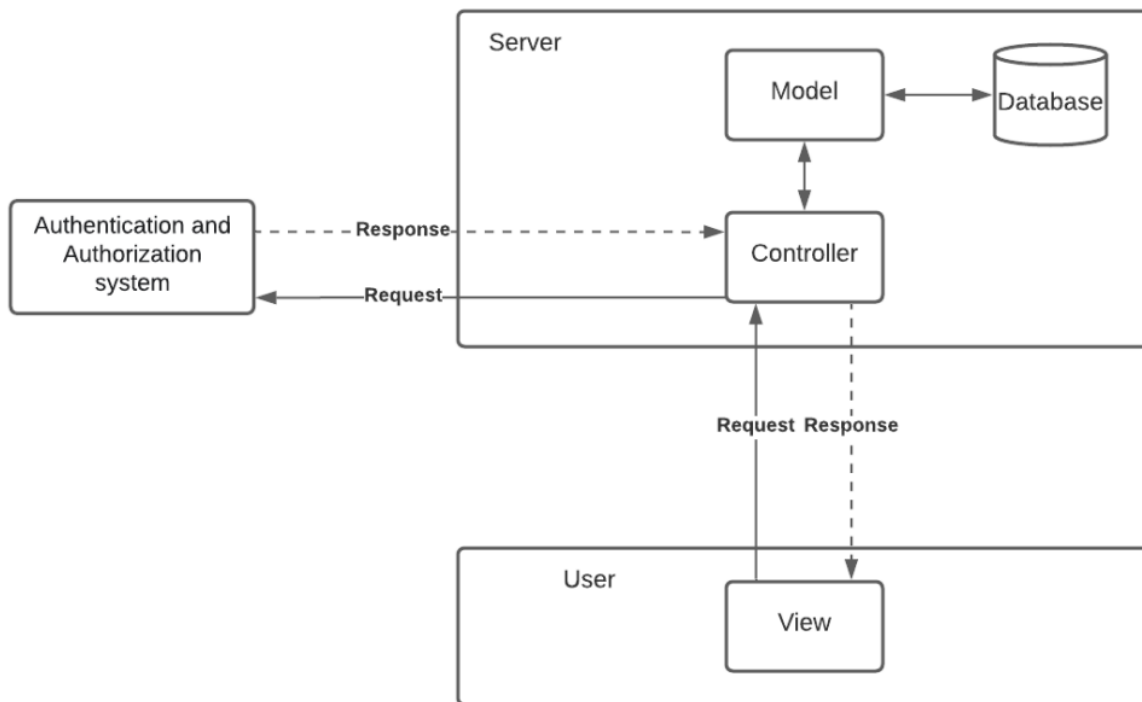 Server
Model
Database
Authentication and
Authorization
system
Response
Controller
Request
Request Response
User
View